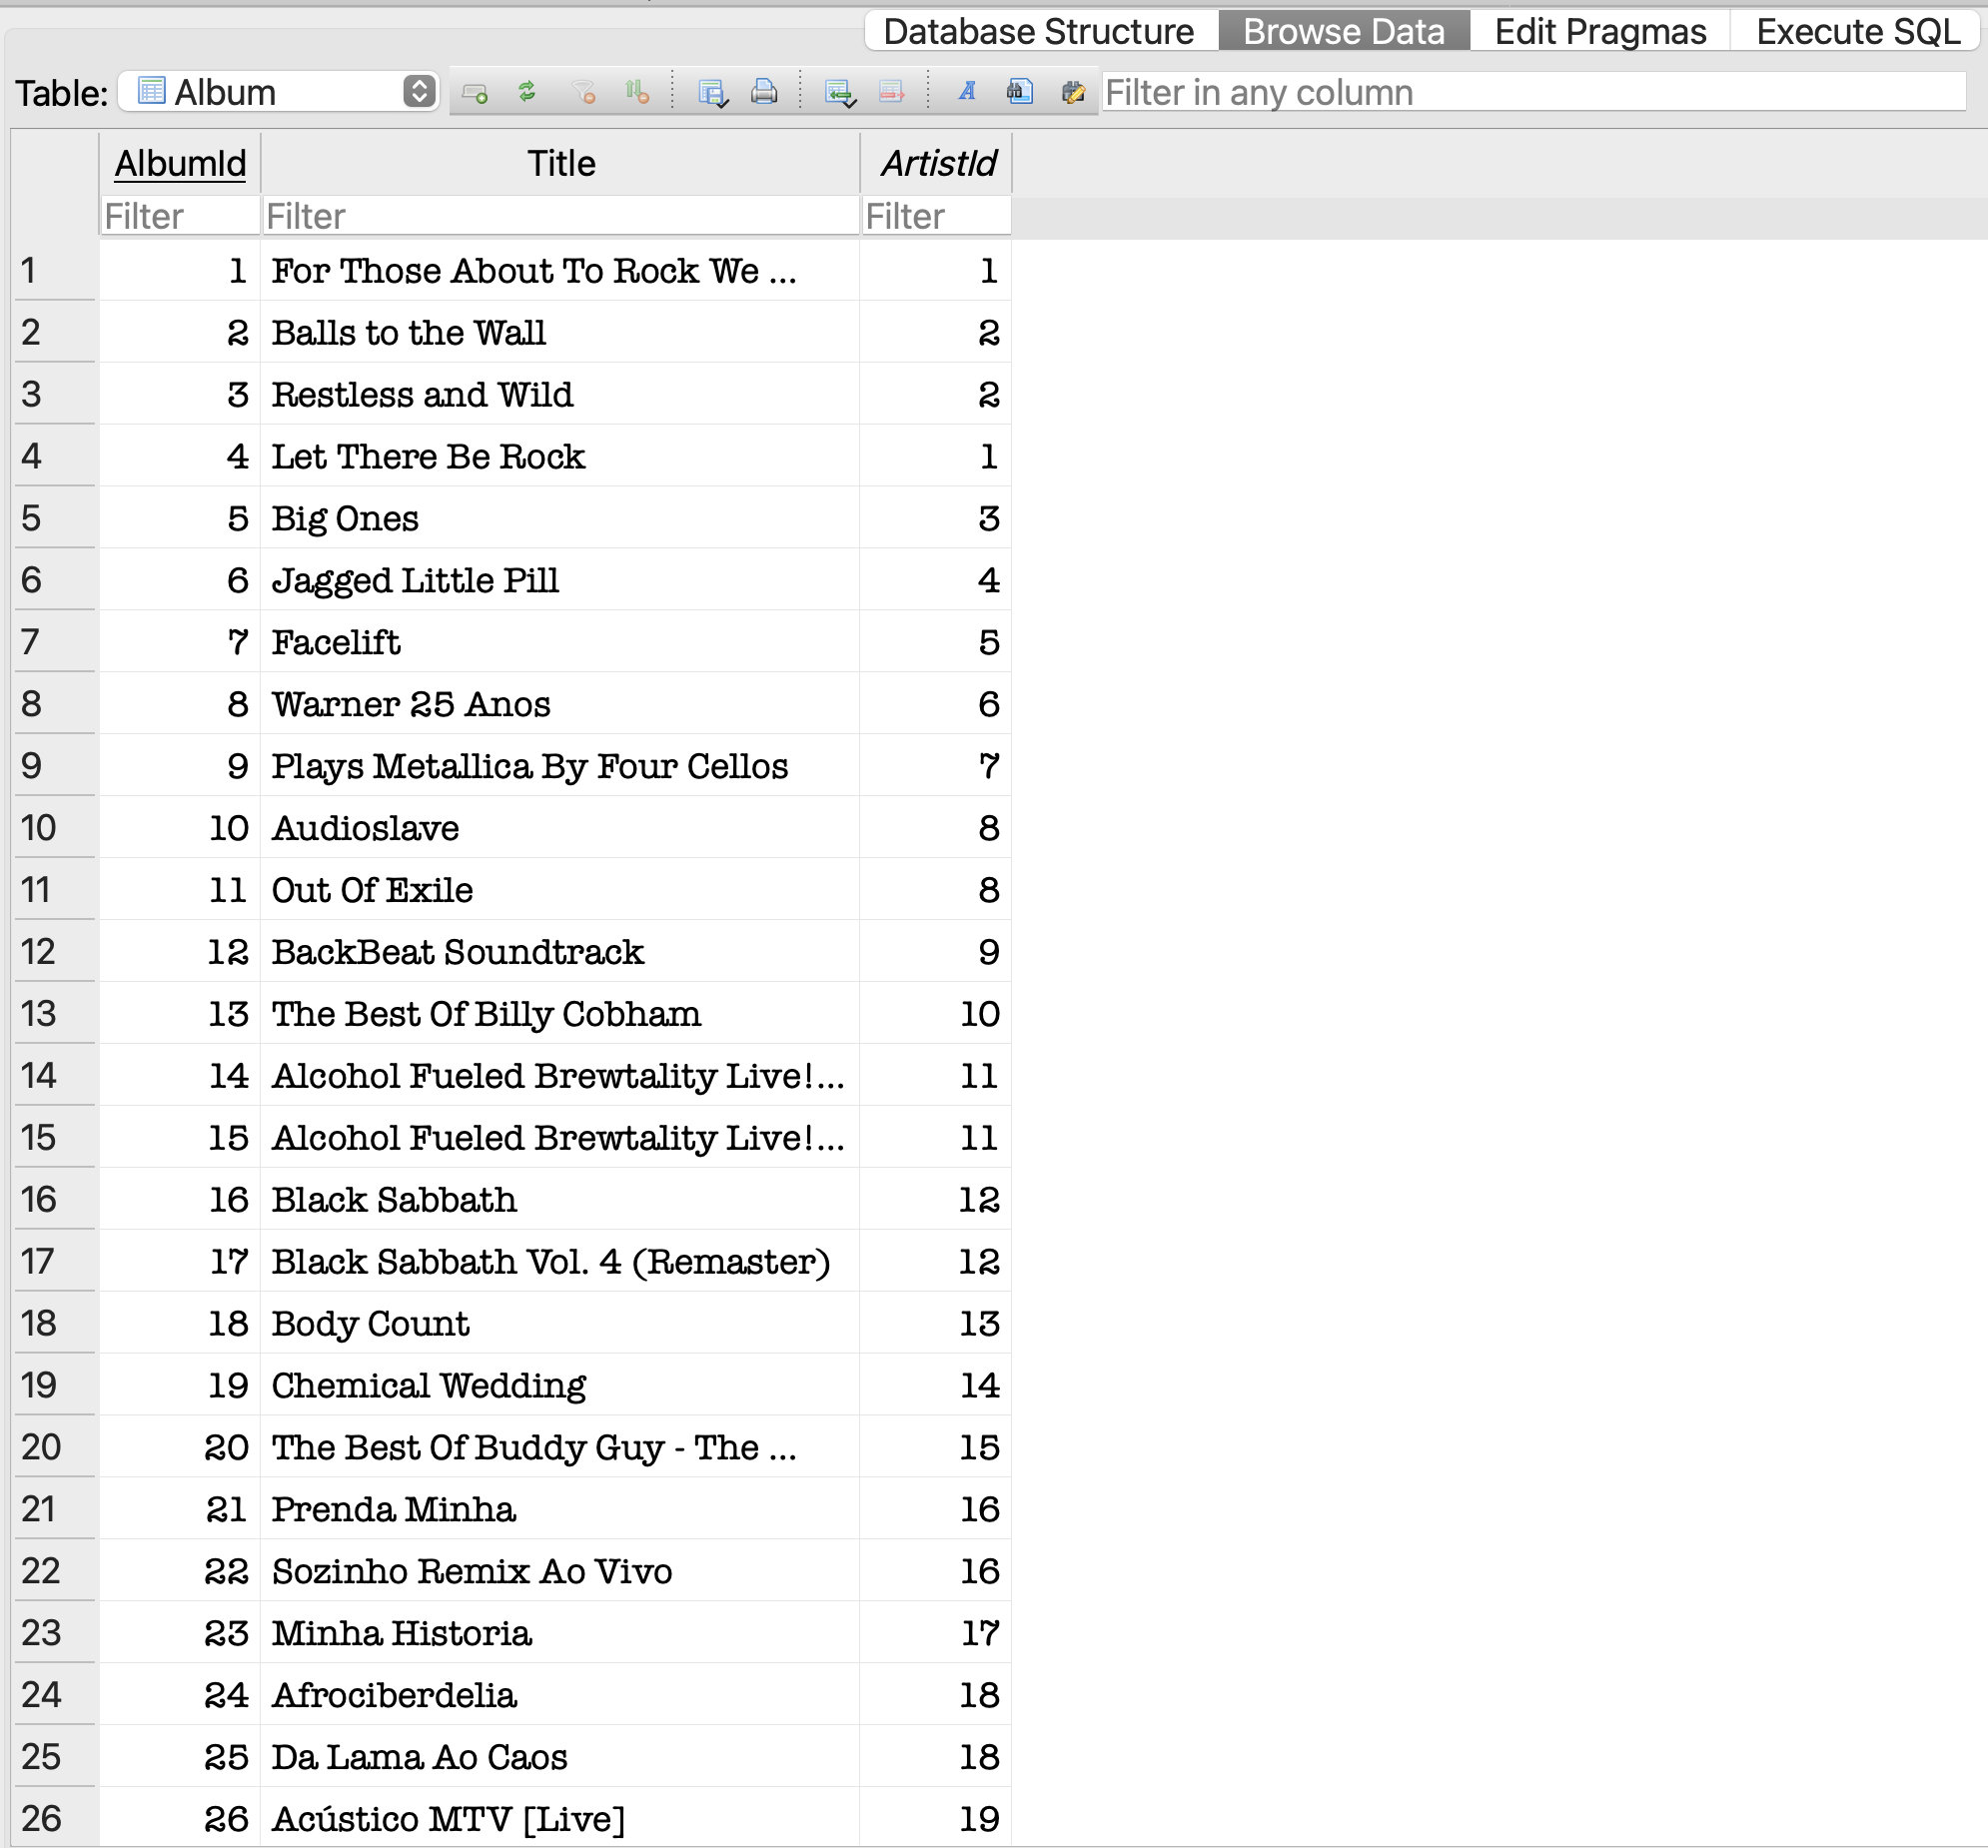 Database Structure Browse Data Edit Pragmas Execute SQL
Table: Album Filter in any column
AlbumId Title ArtistId
Filter Filter Filter
1 1 For Those About To Rock We ... 1
2 2 Balls to the Wall 2
3 3 Restless and Wild 2
4 4 Let There Be Rock 1
5 5 Big Ones 3
6 6 Jagged Little Pill 4
7 7 Facelift 5
8 8 Warner 25 Anos 6
9 9 Plays Metallica By Four Cellos 7
10 10 Audioslave 8
11 11 Out Of Exile 8
12 12 BackBeat Soundtrack 9
13 13 The Best Of Billy Cobham 10
14 14 Alcohol Fueled Brewtality Live!... 11
15 15 Alcohol Fueled Brewtality Live!... 11
16 16 Black Sabbath 12
17 17 Black Sabbath Vol. 4 (Remaster) 12
18 18 Body Count 13
19 19 Chemical Wedding 14
20 20 The Best Of Buddy Guy - The ... 15
21 21 Prenda Minha 16
22 22 Sozinho Remix Ao Vivo 16
23 23 Minha Historia 17
24 24 Afrociberdelia 18
25 25 Da Lama Ao Caos 18
26 26 Acústico MTV [Live] 19